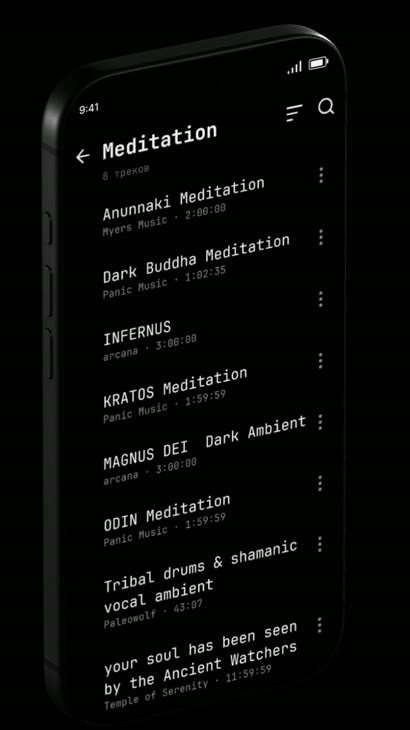 9:41
Meditation
8 треков
Anunnaki Meditation
Myers Music · 2:00:00
Dark Buddha Meditation
Panic Music · 1:02:35
INFERNUS
arcana · 3:00:00
KRATOS Meditation
Panic Music · 1:59:59
MAGNUS DEI  Dark Ambient
arcana · 3:00:00
ODIN Meditation
Panic Music · 1:59:59
Tribal drums & shamanic
vocal ambient
Paleowolf · 43:07
your soul has been seen
by the Ancient Watchers
Temple of Serenity · 11:59:59